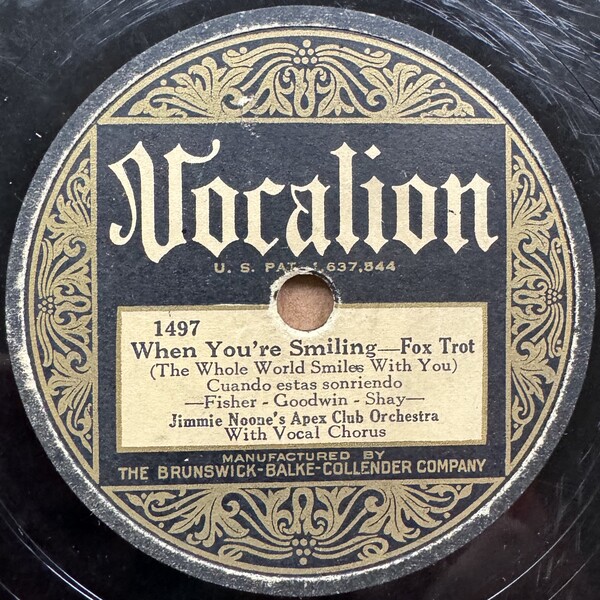 Vocalion
U. S. PAT. 1,637,544
1497
When You're Smiling—Fox Trot
(The Whole World Smiles With You)
Cuando estas sonriendo
—Fisher - Goodwin - Shay—
Jimmie Noone's Apex Club Orchestra
With Vocal Chorus
MANUFACTURED BY
THE BRUNSWICK-BALKE-COLLENDER COMPANY